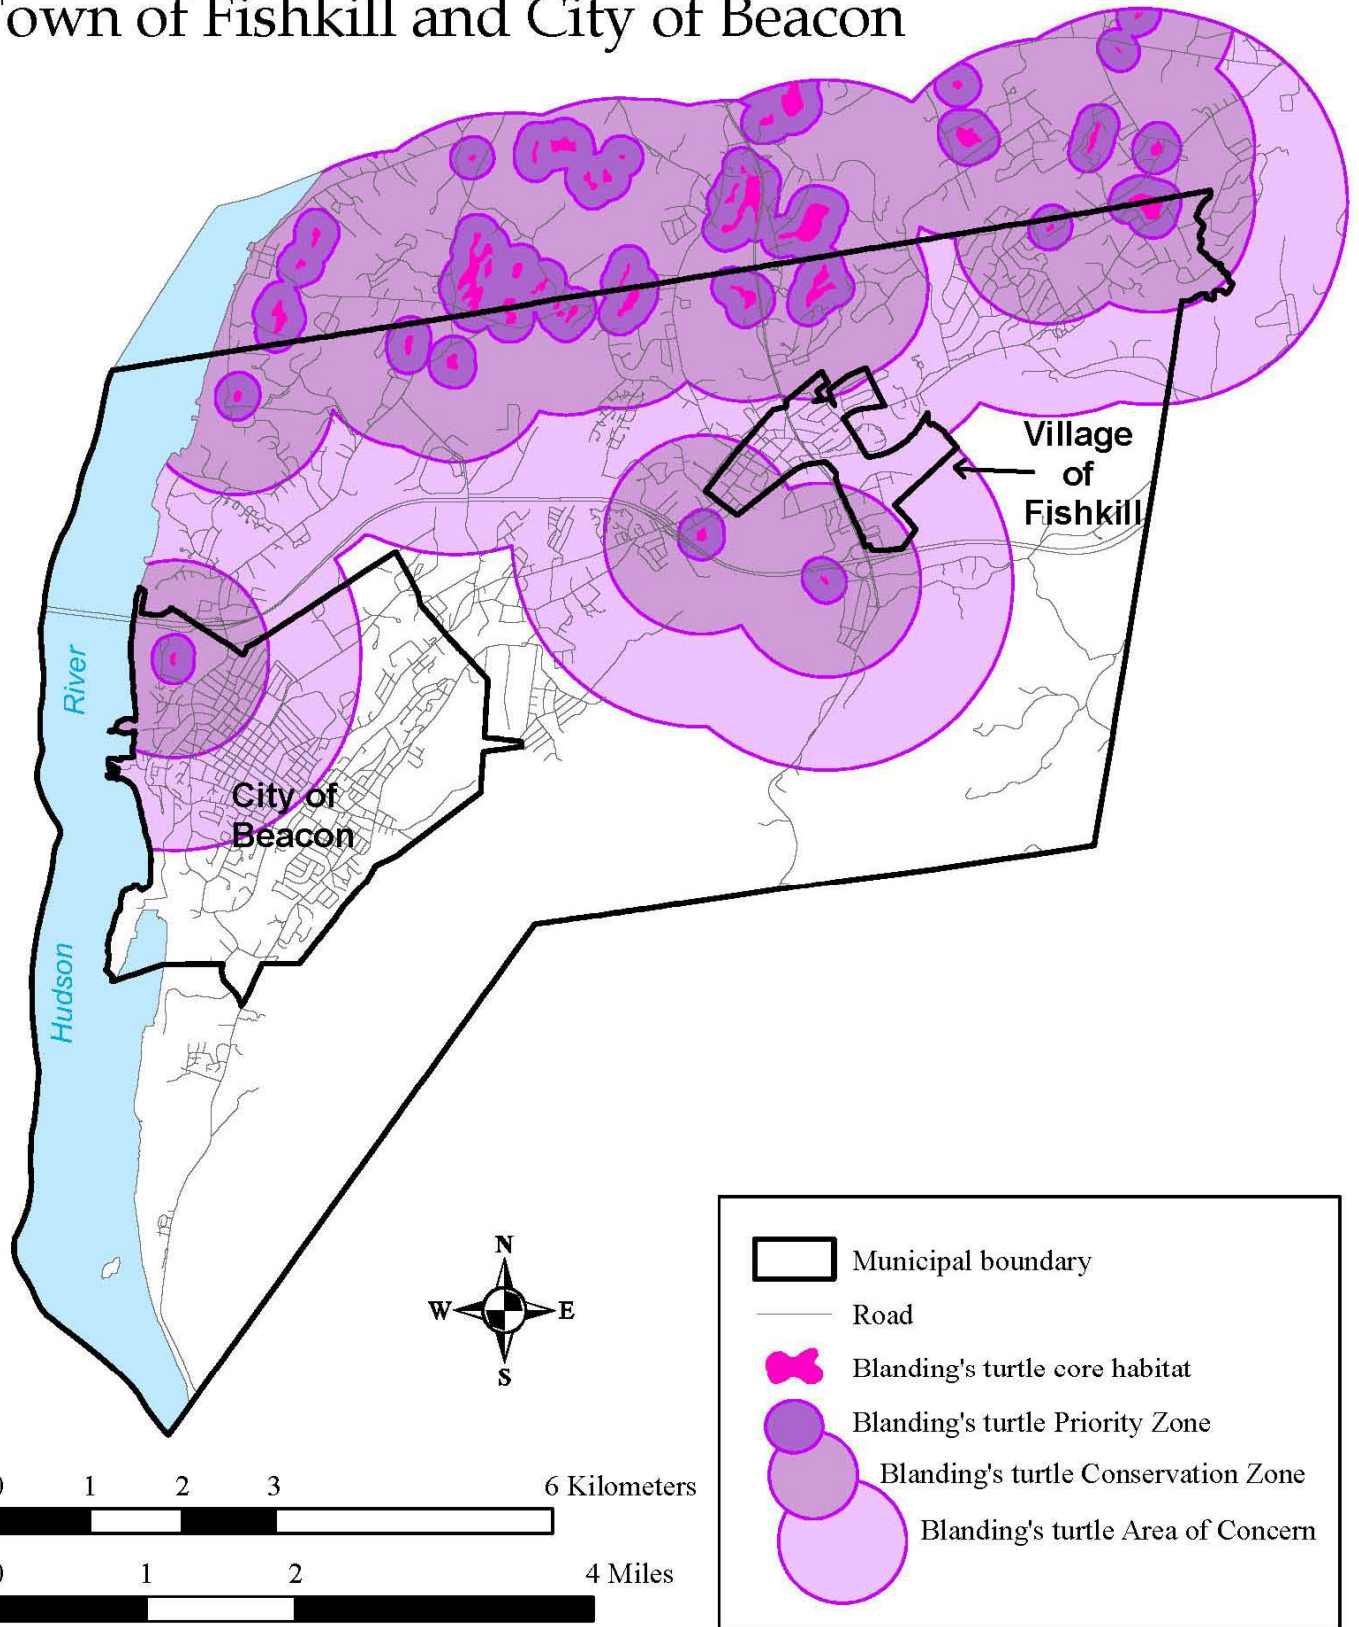 own of Fishkill and City of Beacon
Village
of
Fishkill
River
City of
Beacon
Hudson
N
W E
S
Municipal boundary
Road
Blanding's turtle core habitat
Blanding's turtle Priority Zone
Blanding's turtle Conservation Zone
Blanding's turtle Area of Concern
0 1 2 3 6 Kilometers
0 1 2 4 Miles